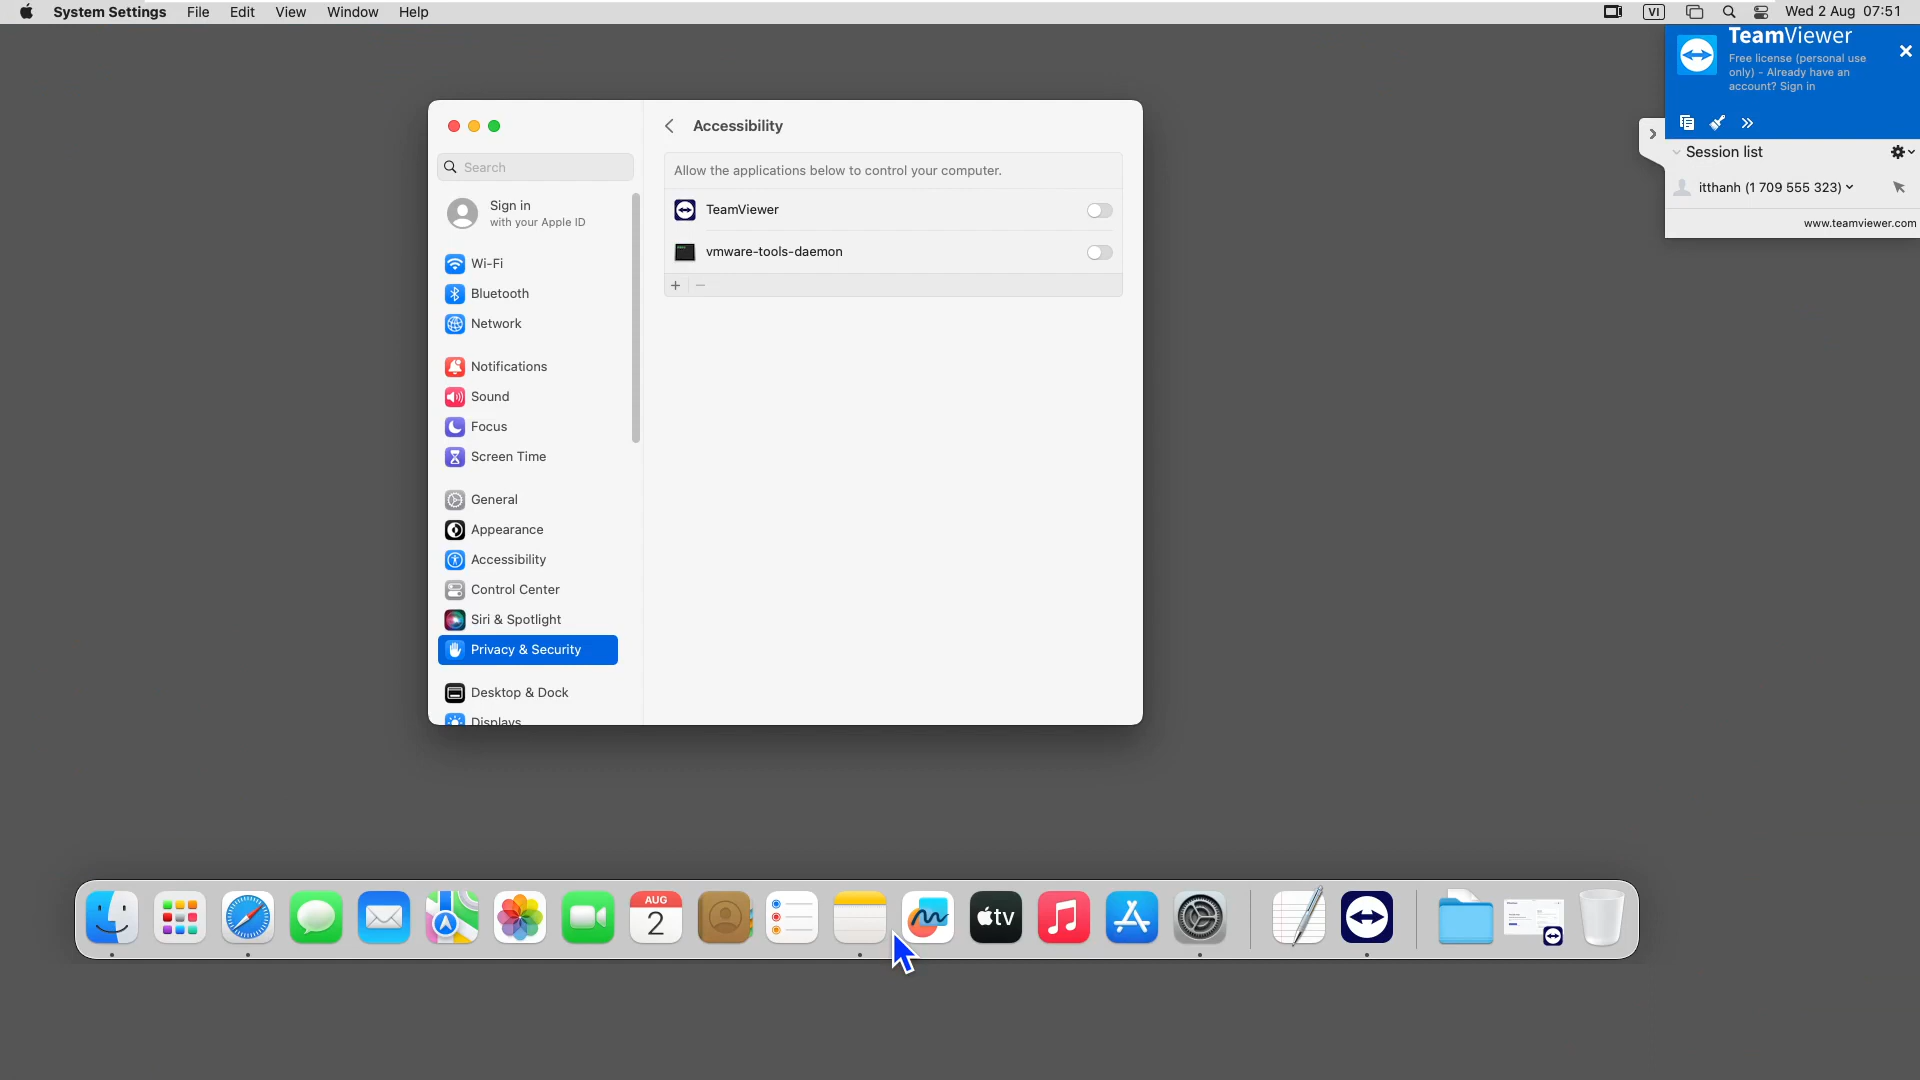 System Settings File Edit View Window Help
VI Wed 2 Aug 07:51
TeamViewer
Free license (personal use
only) - Already have an
account? Sign in
Session list
itthanh (1 709 555 323)
www.teamviewer.com
Search
Sign in
with your Apple ID
Wi-Fi
Bluetooth
Network
Notifications
Sound
Focus
Screen Time
General
Appearance
Accessibility
Control Center
Siri & Spotlight
Privacy & Security
Desktop & Dock
Displays
Accessibility
Allow the applications below to control your computer.
TeamViewer
vmware-tools-daemon
AUG
2
tv